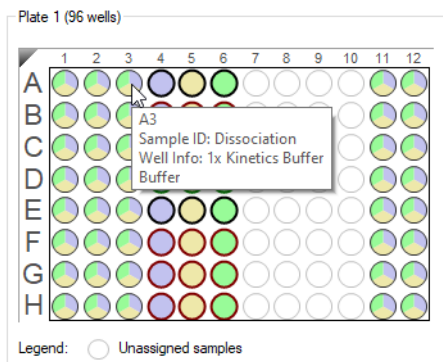 Plate 1 (96 wells)
1 2 3 4 5 6 7 8 9 10 11 12
A
B
A3
C
Sample ID: Dissociation
Well Info: 1x Kinetics Buffer
D
Buffer
E
F
G
H
Legend: Unassigned samples